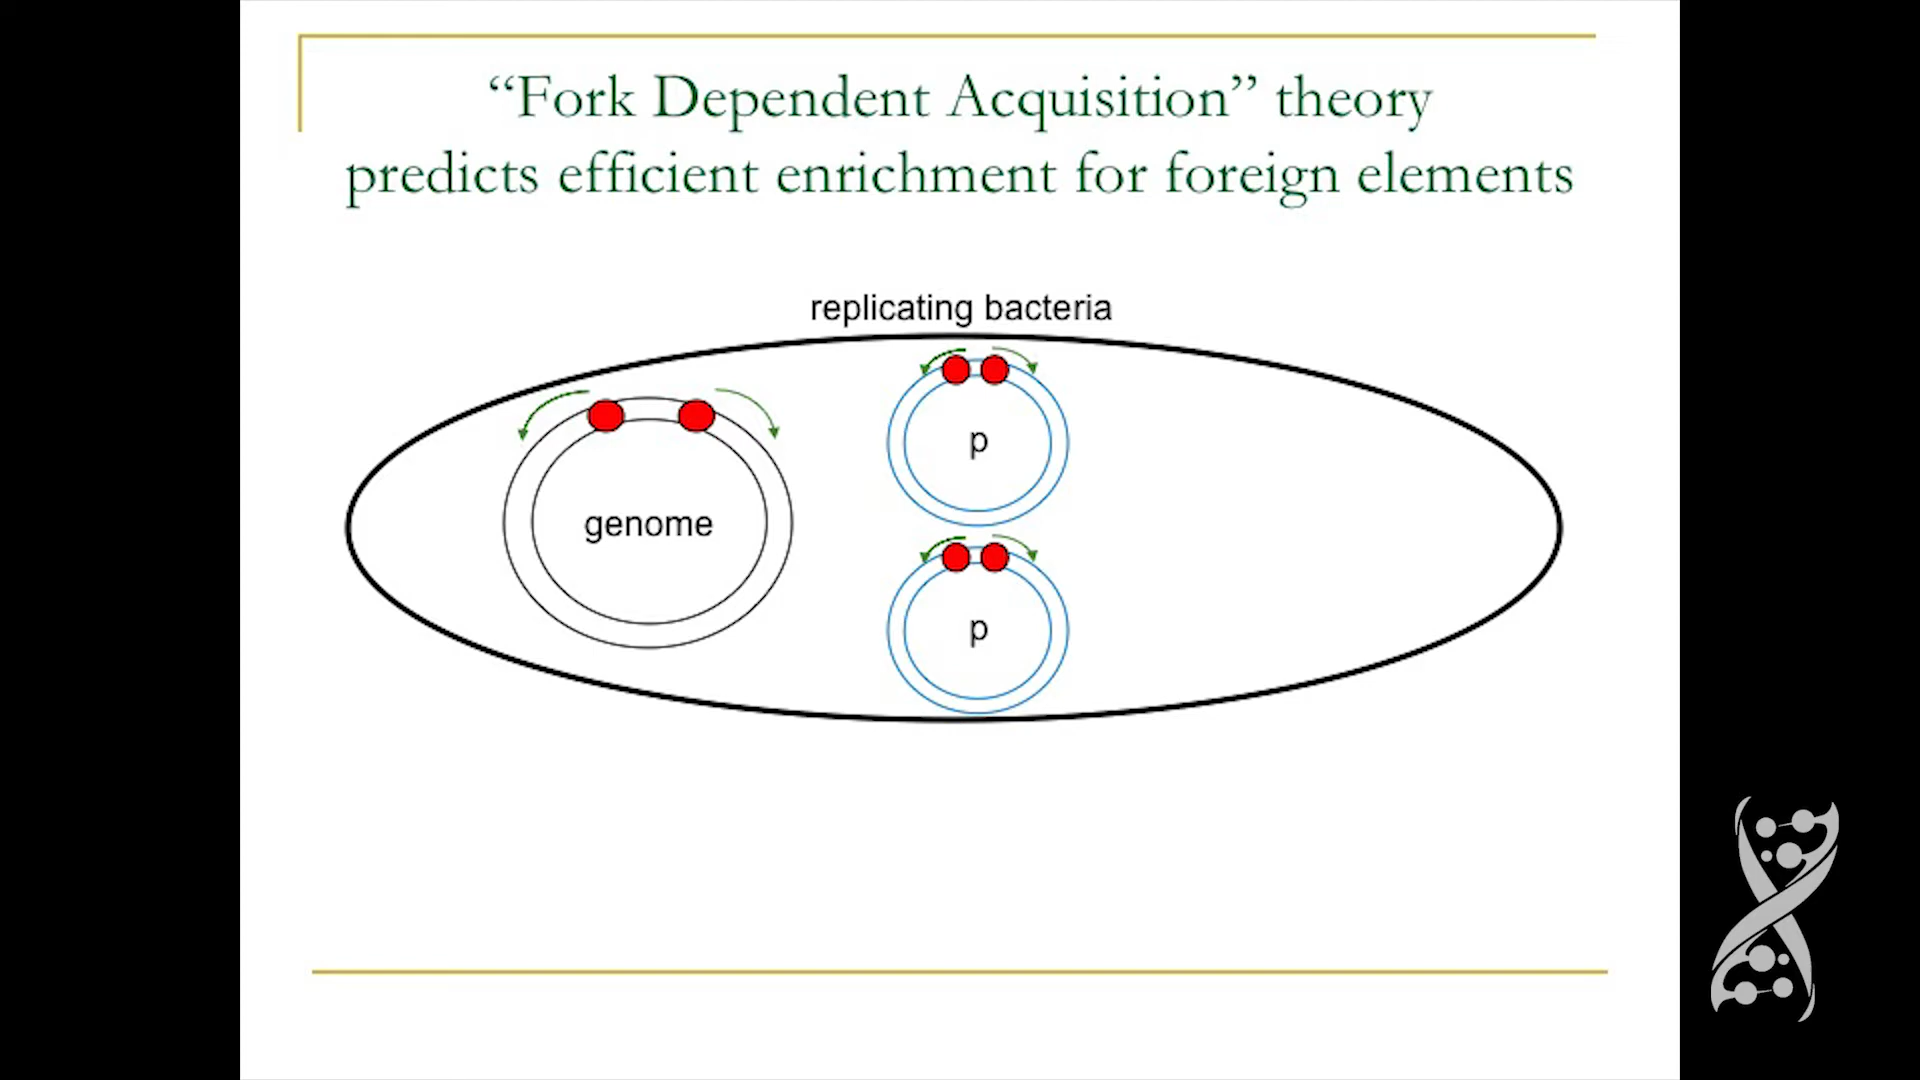 “Fork Dependent Acquisition” theory
predicts efficient enrichment for foreign elements
replicating bacteria
genome
p
p